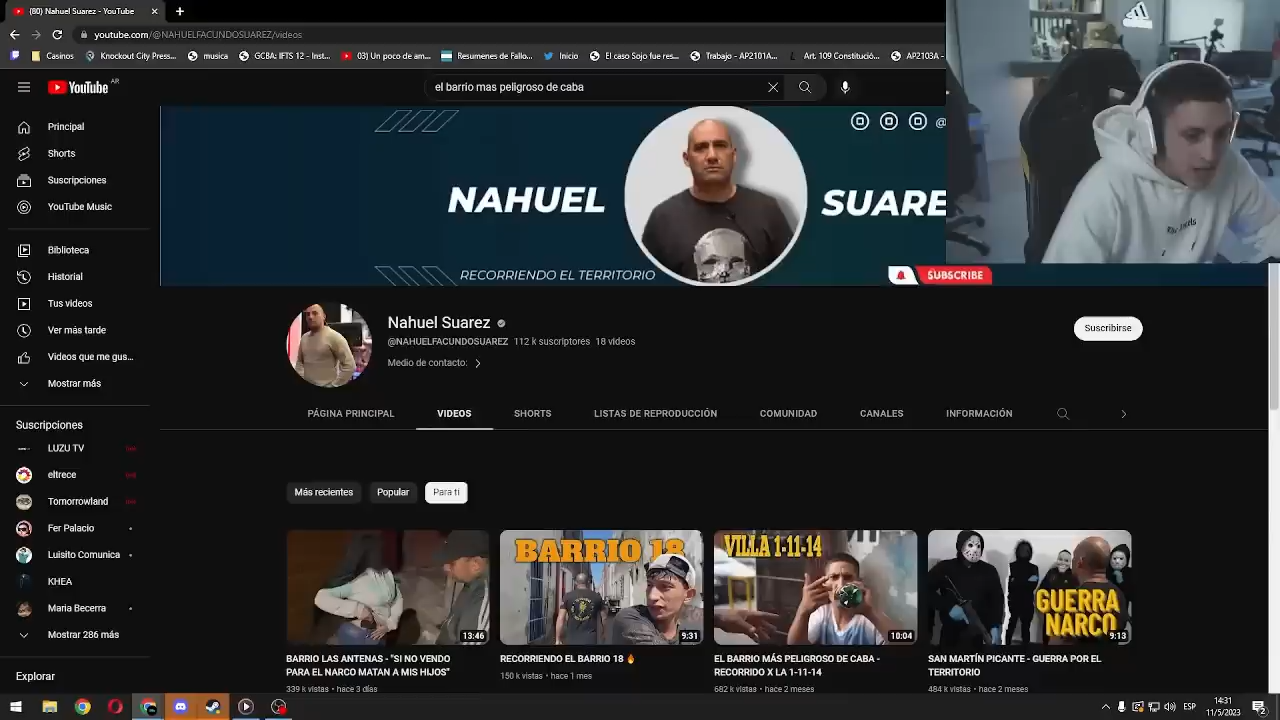 (80) Nahuel Suarez - YouTube
youtube.com/@NAHUELFACUNDOSUAREZ/videos
Casinos
Knockout City Press...
musica
GCBA: IFTS 12 - Inst...
03) Un poco de am...
Resumenes de Fallo...
Inicio
El caso Sojo fue res...
Trabajo - AP2101A...
Art. 109 Constitució...
AP2103A -
YouTube AR
el barrio mas peligroso de caba
Principal
Shorts
Suscripciones
YouTube Music
Biblioteca
Historial
Tus videos
Ver más tarde
Videos que me gus...
Mostrar más
Suscripciones
LUZU TV
eltrece
Tomorrowland
Fer Palacio
Luisito Comunica
KHEA
Maria Becerra
Mostrar 286 más
Explorar
NAHUEL SUARE
RECORRIENDO EL TERRITORIO
SUBSCRIBE
Nahuel Suarez
@NAHUELFACUNDOSUAREZ 112 k suscriptores 18 videos
Medio de contacto:
Suscribirse
PÁGINA PRINCIPAL
VIDEOS
SHORTS
LISTAS DE REPRODUCCIÓN
COMUNIDAD
CANALES
INFORMACIÓN
Más recientes
Popular
Para ti
13:46
BARRIO LAS ANTENAS - "SI NO VENDO
PARA EL NARCO MATAN A MIS HIJOS"
339 k vistas • hace 3 días
BARRIO 18
9:31
RECORRIENDO EL BARRIO 18 🔥
150 k vistas • hace 1 mes
VILLA 1-11-14
10:04
EL BARRIO MÁS PELIGROSO DE CABA -
RECORRIDO X LA 1-11-14
682 k vistas • hace 2 meses
GUERRA
NARCO
9:13
SAN MARTÍN PICANTE - GUERRA POR EL
TERRITORIO
484 k vistas • hace 2 meses
ESP
14:31
11/5/2023